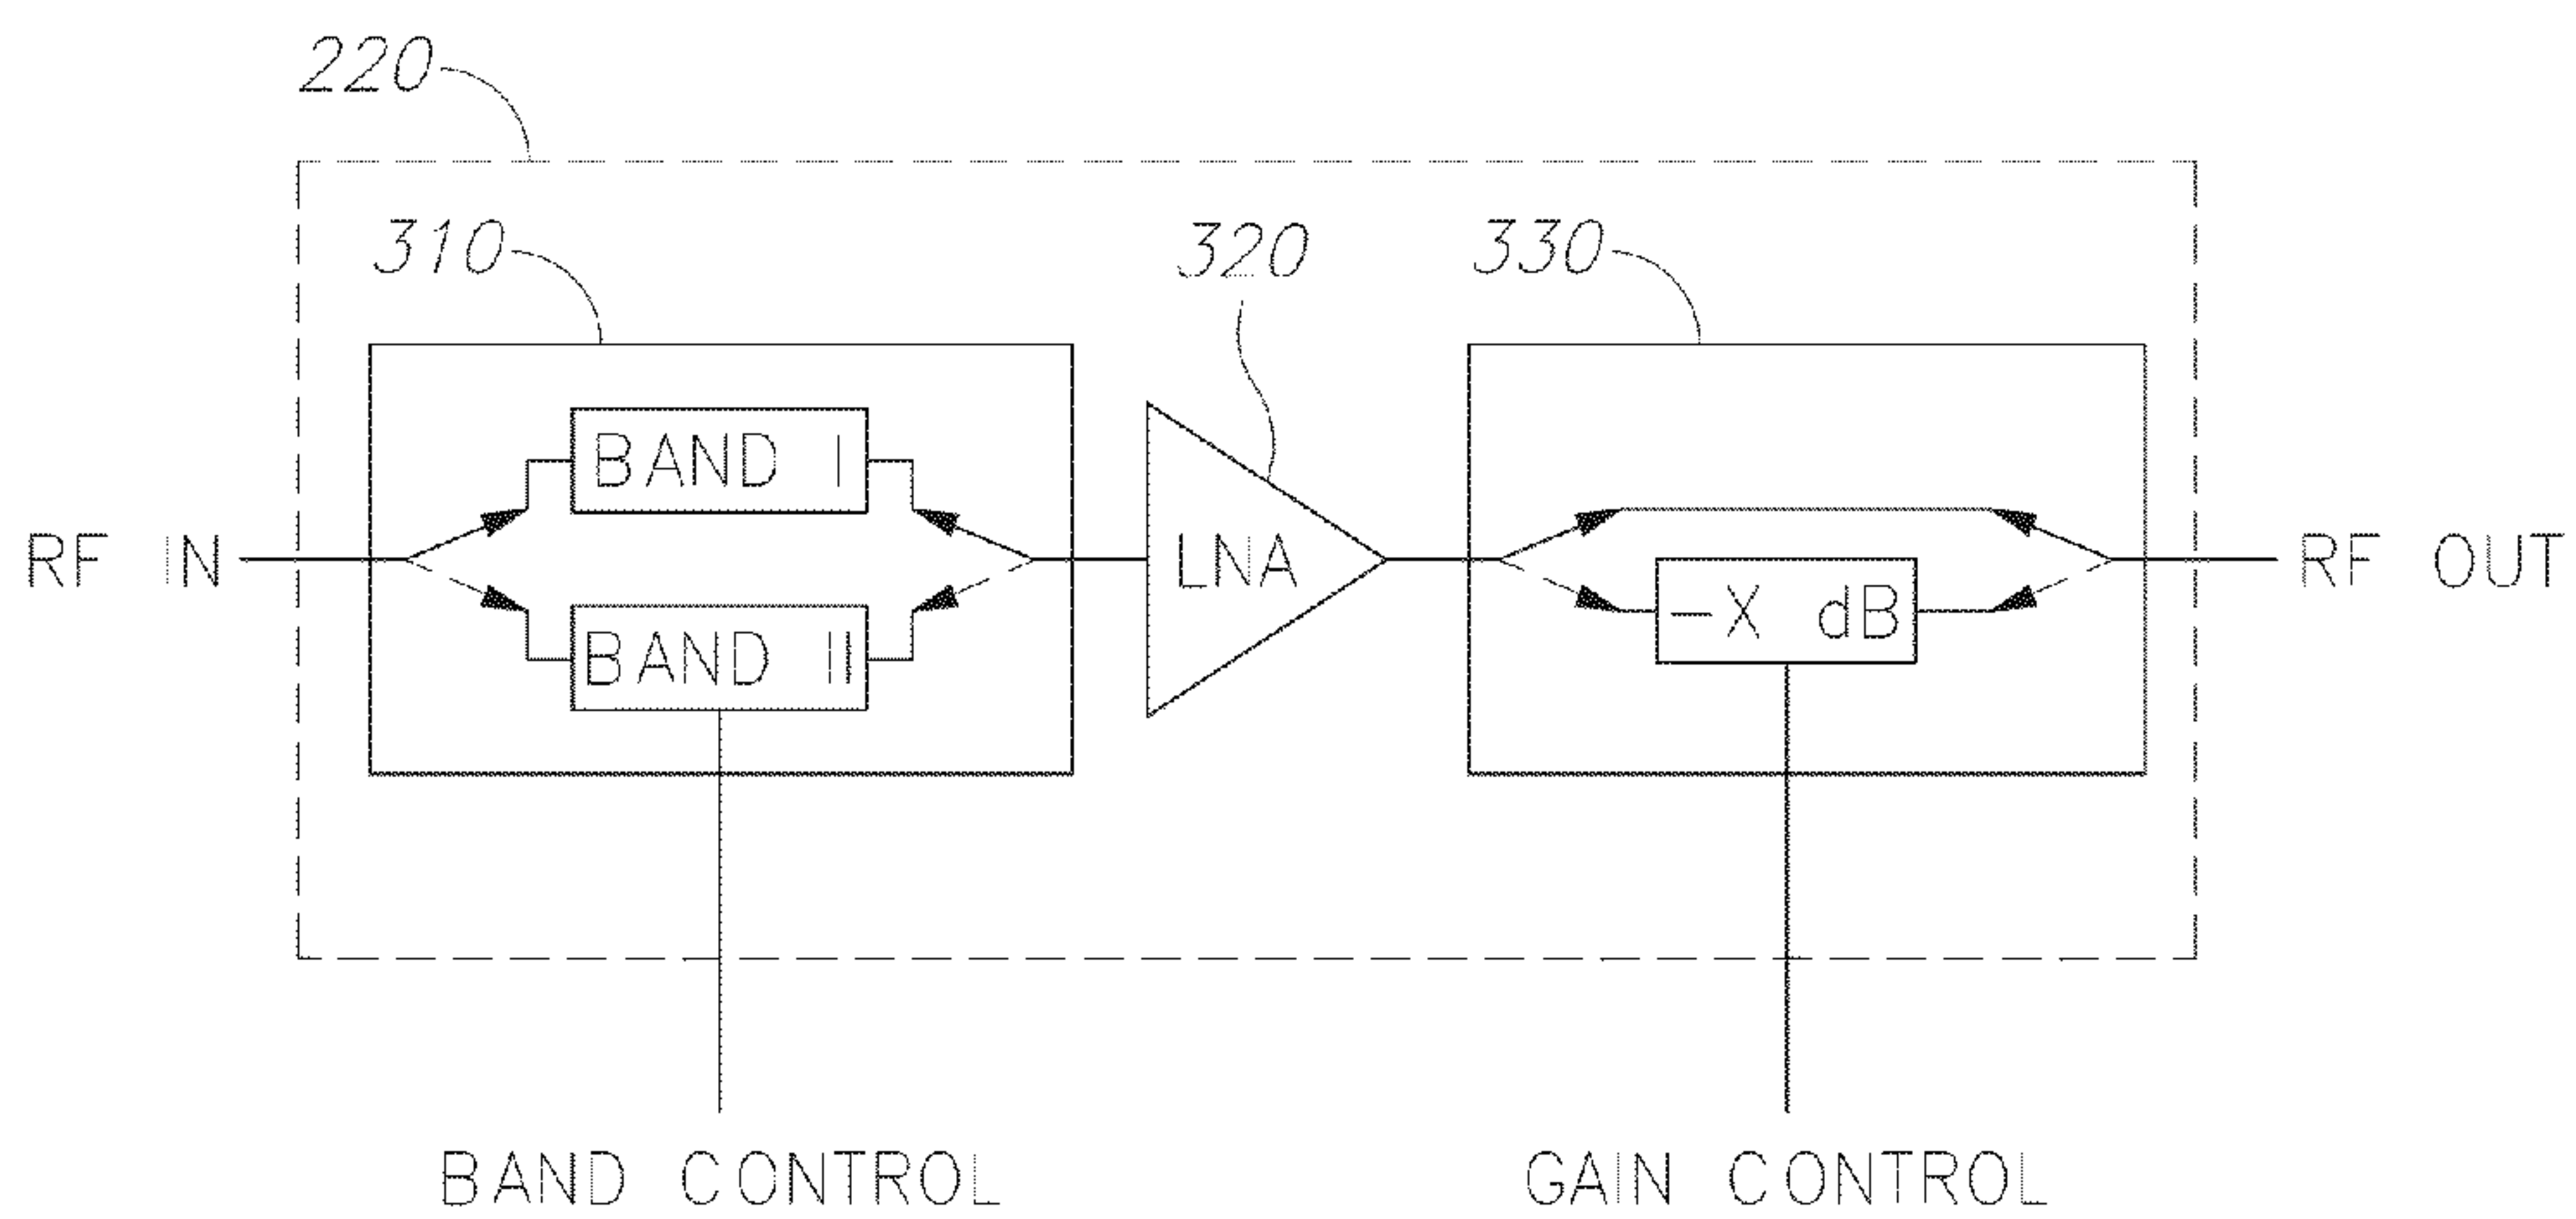 220
310
320
330
BAND I
RF IN
LNA
RF OUT
-X dB
BAND II
BAND CONTROL
GAIN CONTROL